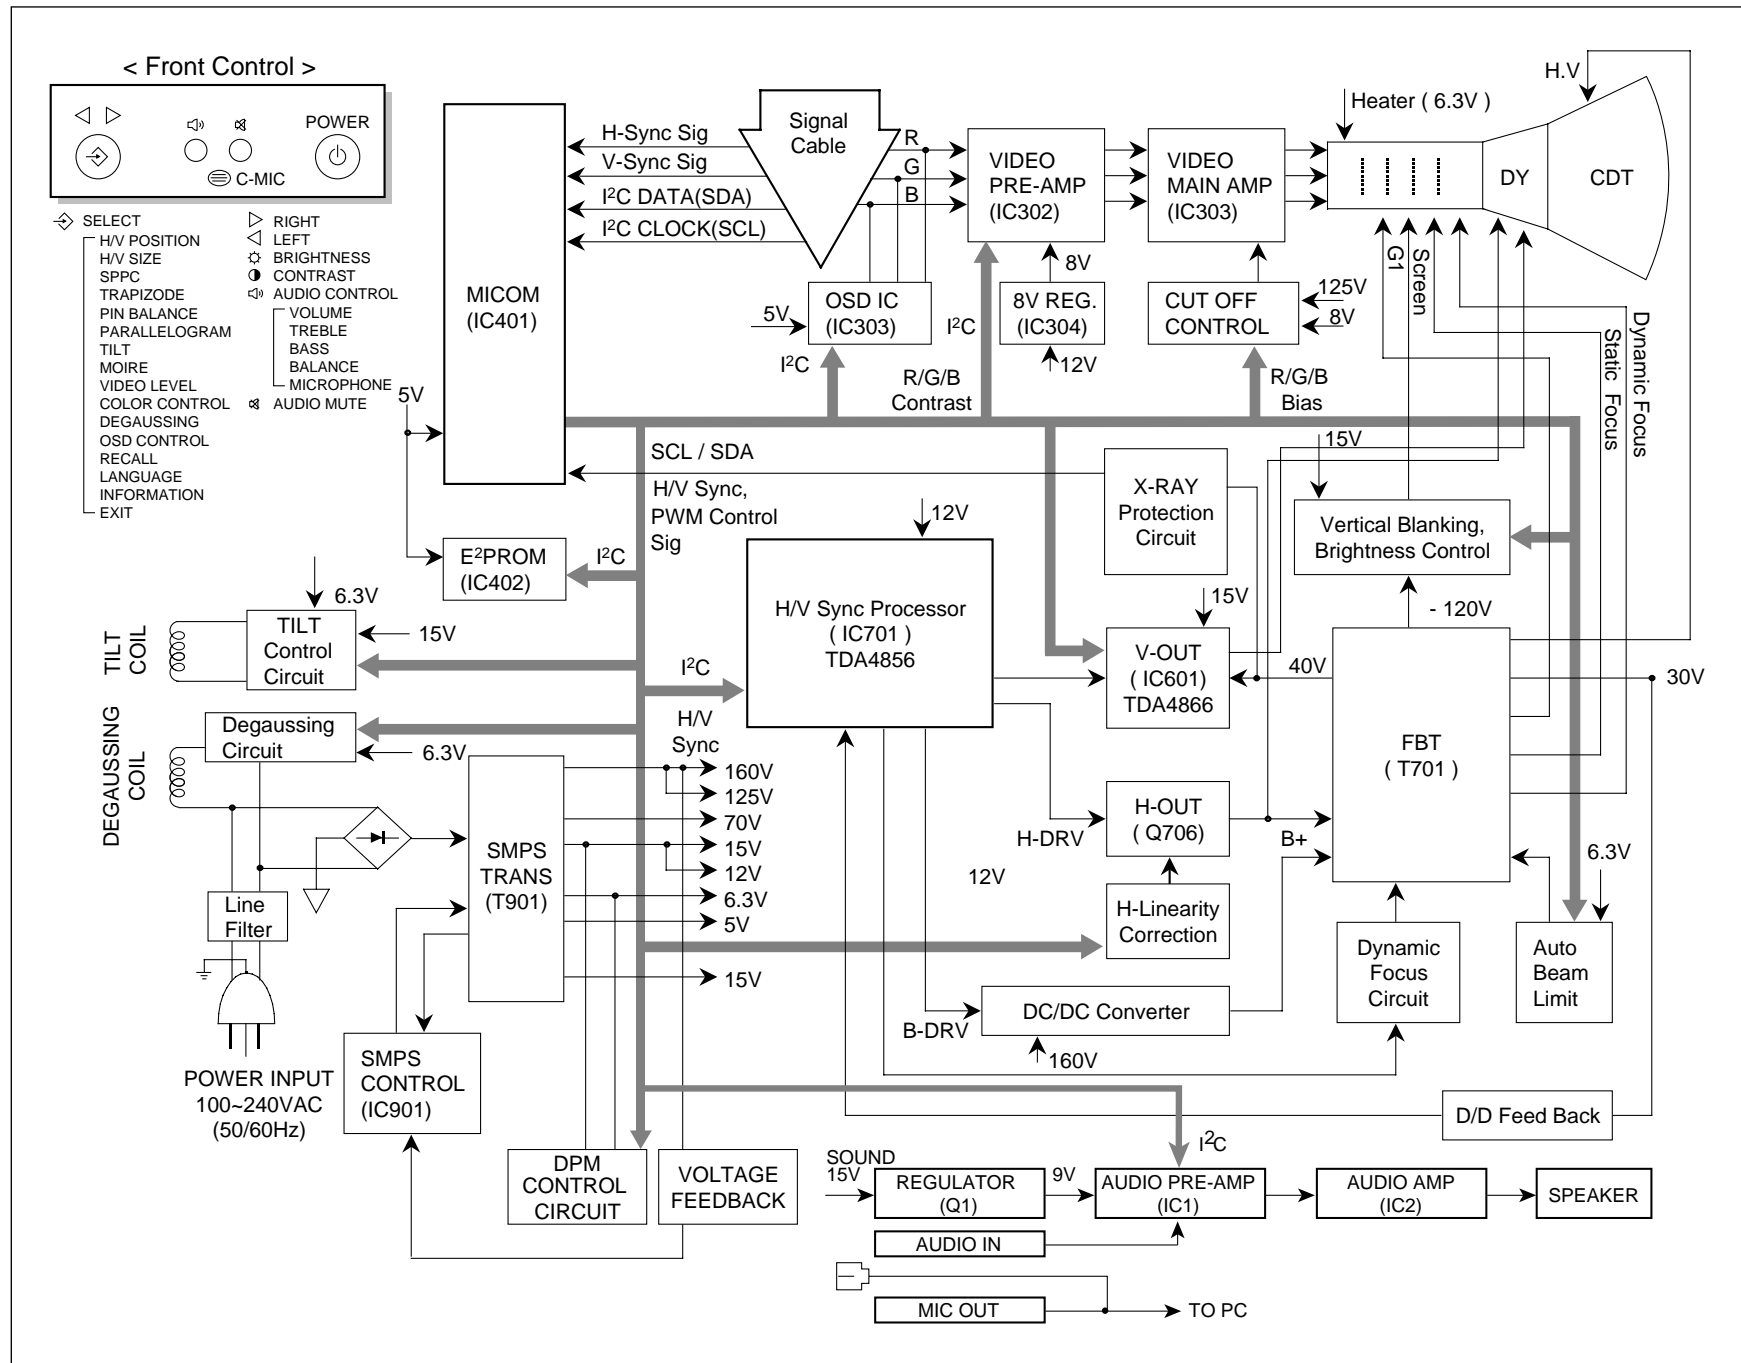 < Front Control >
POWER
C-MIC
SELECT
H/V POSITION
H/V SIZE
SPPC
TRAPIZODE
PIN BALANCE
PARALLELOGRAM
TILT
MOIRE
VIDEO LEVEL
COLOR CONTROL
DEGAUSSING
OSD CONTROL
RECALL
LANGUAGE
INFORMATION
EXIT
RIGHT
LEFT
BRIGHTNESS
CONTRAST
AUDIO CONTROL
VOLUME
TREBLE
BASS
BALANCE
MICROPHONE
AUDIO MUTE
MICOM
(IC401)
H-Sync Sig
V-Sync Sig
I²C DATA(SDA)
I²C CLOCK(SCL)
Signal
Cable
R
G
B
VIDEO
PRE-AMP
(IC302)
VIDEO
MAIN AMP
(IC303)
Heater ( 6.3V )
H.V
DY
CDT
OSD IC
(IC303)
5V
I²C
I²C
8V
8V REG.
(IC304)
12V
CUT OFF
CONTROL
125V
8V
G1
Screen
Static Focus
Dynamic Focus
R/G/B
Contrast
R/G/B
Bias
5V
SCL / SDA
H/V Sync,
PWM Control
Sig
E²PROM
(IC402)
I²C
12V
H/V Sync Processor
( IC701 )
TDA4856
X-RAY
Protection
Circuit
15V
Vertical Blanking,
Brightness Control
- 120V
15V
V-OUT
( IC601)
TDA4866
40V
30V
FBT
( T701 )
6.3V
TILT
Control
Circuit
15V
TILT
COIL
I²C
Degaussing
Circuit
6.3V
DEGAUSSING
COIL
H/V
Sync
SMPS
TRANS
(T901)
160V
125V
70V
15V
12V
6.3V
5V
15V
H-OUT
( Q706)
H-DRV
B+
12V
H-Linearity
Correction
6.3V
Dynamic
Focus
Circuit
Auto
Beam
Limit
Line
Filter
DC/DC Converter
B-DRV
160V
POWER INPUT
100~240VAC
(50/60Hz)
SMPS
CONTROL
(IC901)
D/D Feed Back
I²C
DPM
CONTROL
CIRCUIT
VOLTAGE
FEEDBACK
SOUND
15V
REGULATOR
(Q1)
9V
AUDIO PRE-AMP
(IC1)
AUDIO AMP
(IC2)
SPEAKER
AUDIO IN
MIC OUT
TO PC